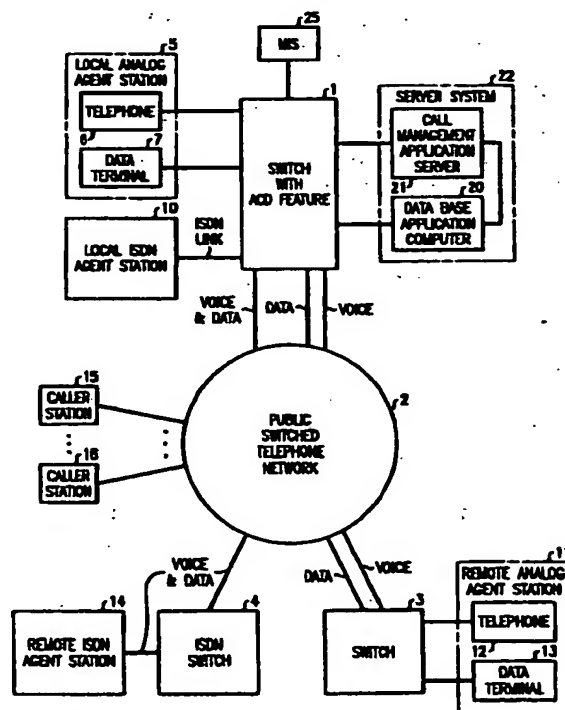 25
MIS
5
LOCAL ANALOG
AGENT STATION
TELEPHONE
6
7
DATA
TERMINAL
1
SWITCH
WITH
ACD FEATURE
22
SERVER SYSTEM
CALL
MANAGEMENT
APPLICATION
SERVER
21
20
DATA BASE
APPLICATION
COMPUTER
10
LOCAL ISDN
AGENT STATION
ISDN
LINK
VOICE
& DATA
DATA
VOICE
15
CALLER
STATION
16
CALLER
STATION
2
PUBLIC
SWITCHED
TELEPHONE
NETWORK
VOICE
& DATA
DATA
VOICE
14
REMOTE ISDN
AGENT STATION
4
ISDN
SWITCH
3
SWITCH
11
REMOTE ANALOG
AGENT STATION
TELEPHONE
12
13
DATA
TERMINAL